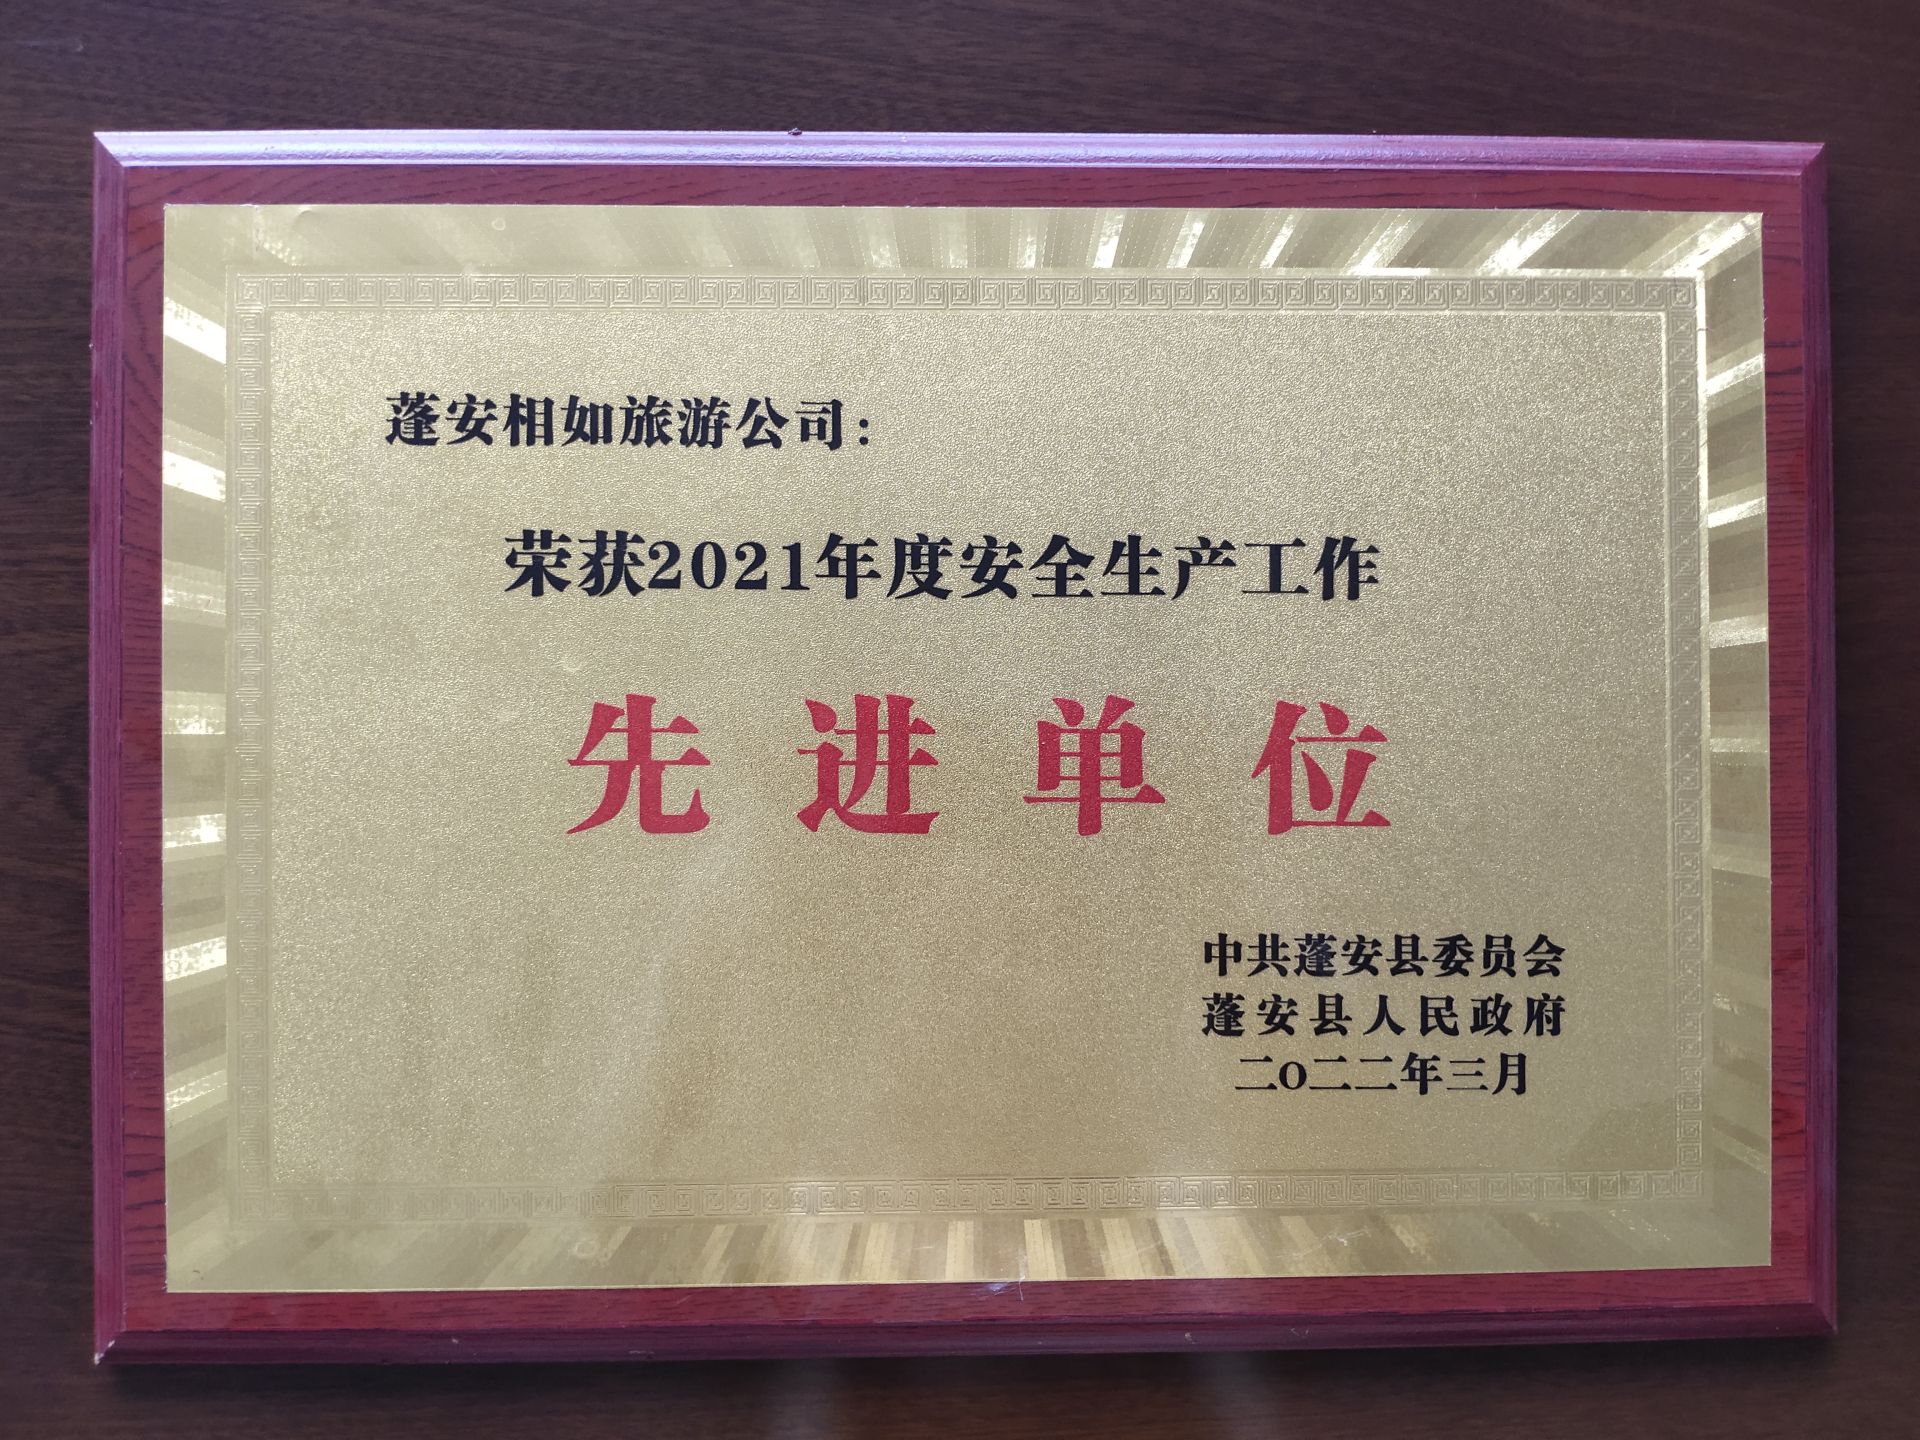 蓬安相如旅游公司：
荣获2021年度安全生产工作
先进单位
中共蓬安县委员会
蓬安县人民政府
二〇二二年三月